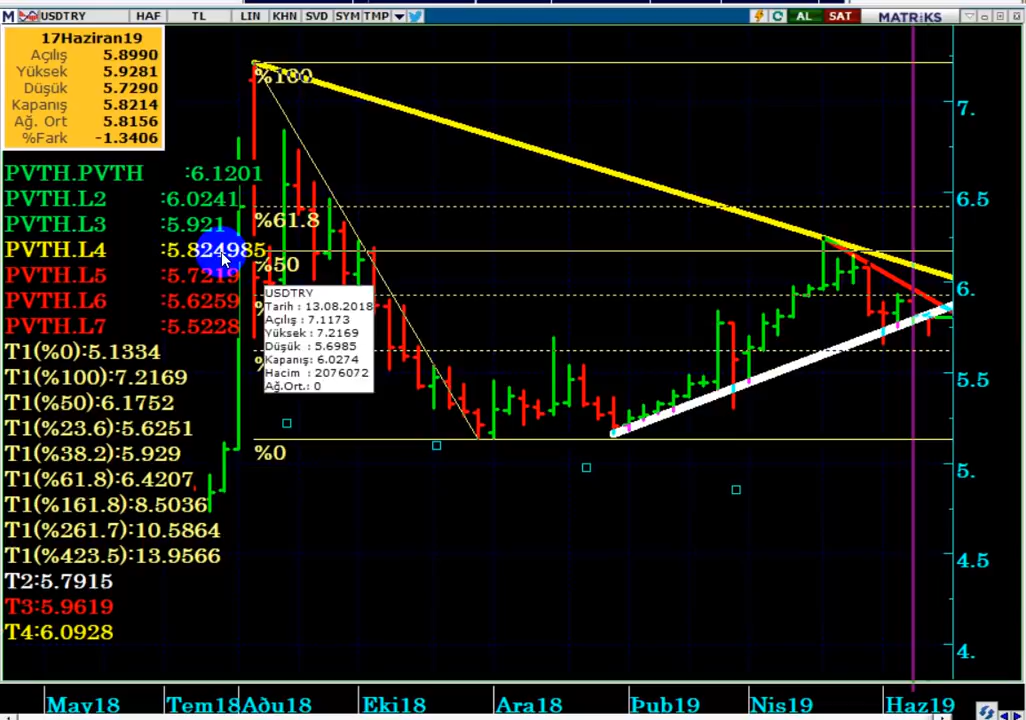 M USDTRY HAF TL LIN KHN SVD SYM TMP AL SAT MATRiKS
17Haziran19
Açılış 5.8990
Yüksek 5.9281
Düşük 5.7290
Kapanış 5.8214
Ağ. Ort 5.8156
%Fark -1.3406
PVTH.PVTH :6.1201
PVTH.L2 :6.0241
PVTH.L3 :5.921
PVTH.L4 :5.824985
PVTH.L5 :5.7219
PVTH.L6 :5.6259
PVTH.L7 :5.5228
T1(%0):5.1334
T1(%100):7.2169
T1(%50):6.1752
T1(%23.6):5.6251
T1(%38.2):5.929
T1(%61.8):6.4207
T1(%161.8):8.5036
T1(%261.7):10.5864
T1(%423.5):13.9566
T2:5.7915
T3:5.9619
T4:6.0928
%100
%61.8
%50
%0
USDTRY
Tarih : 13.08.2018
Açılış : 7.1173
Yüksek : 7.2169
Düşük : 5.6985
Kapanış: 6.0274
Hacim : 2076072
Ağ.Ort.: 0
7.
6.5
6.
5.5
5.
4.5
4.
May18 Tem18 Aðu18 Eki18 Ara18 Þub19 Nis19 Haz19